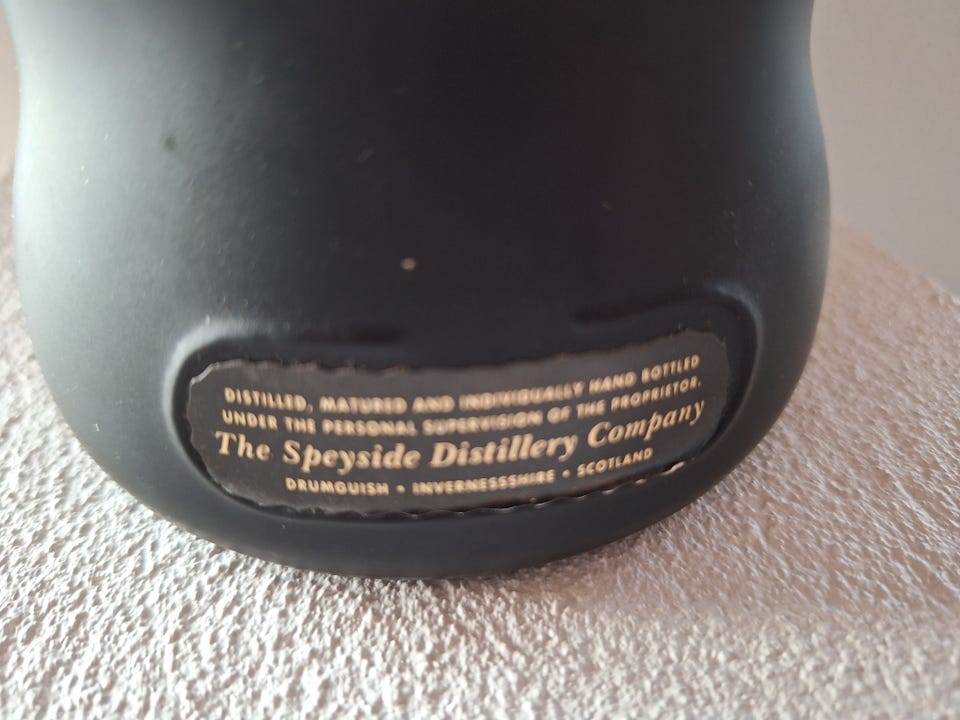 DISTILLED, MATURED AND INDIVIDUALLY HAND BOTTLED
UNDER THE PERSONAL SUPERVISION OF THE PROPRIETOR.
The Speyside Distillery Company
DRUMGUISH • INVERNESSSHIRE • SCOTLAND